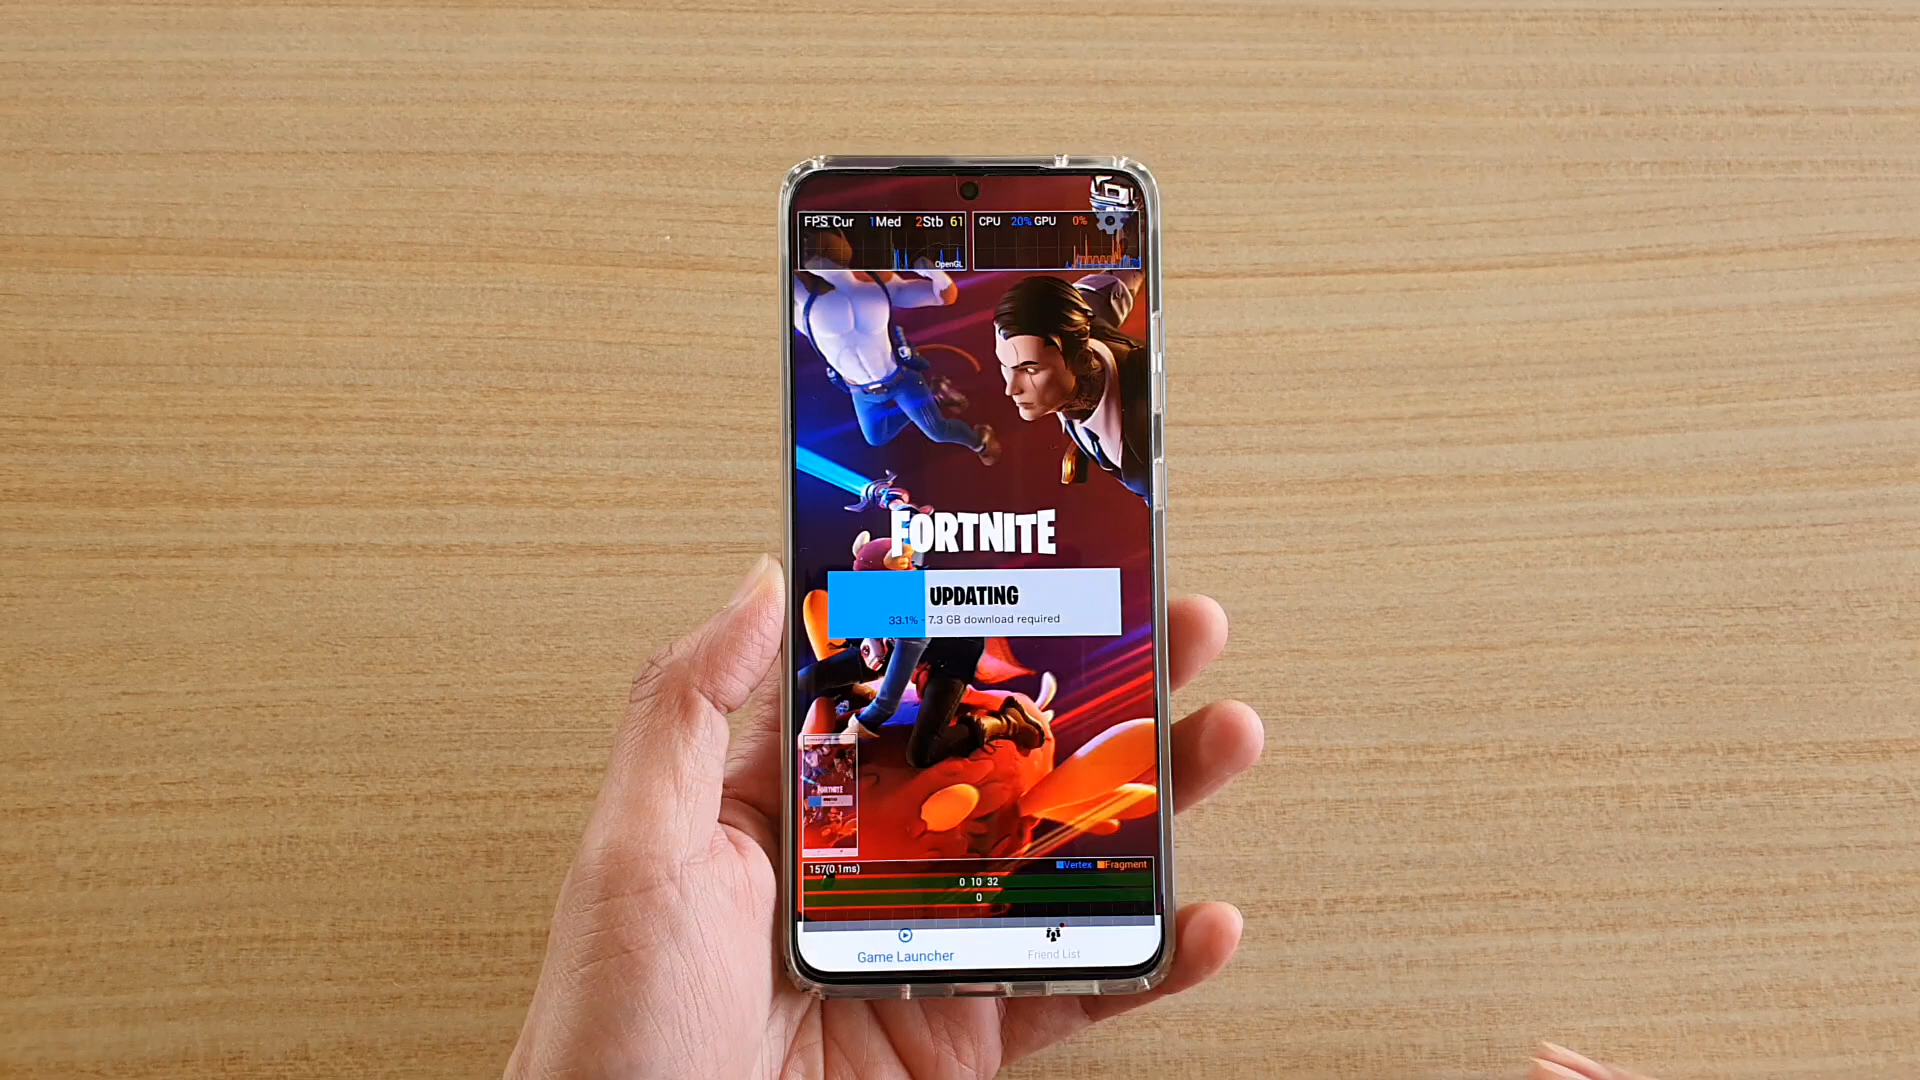 FPS Cur 1Med 2Stb 61
OpenGL
CPU 20% GPU 0%
FORTNITE
UPDATING
33.1% - 7.3 GB download required
FORTNITE
157(0.1ms)
Vertex Fragment
0 10 32
0
Game Launcher
Friend List